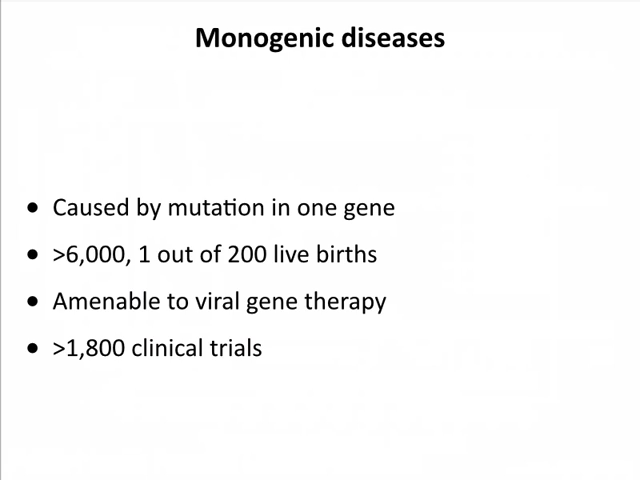 Monogenic diseases
• Caused by mutation in one gene
• >6,000, 1 out of 200 live births
• Amenable to viral gene therapy
• >1,800 clinical trials